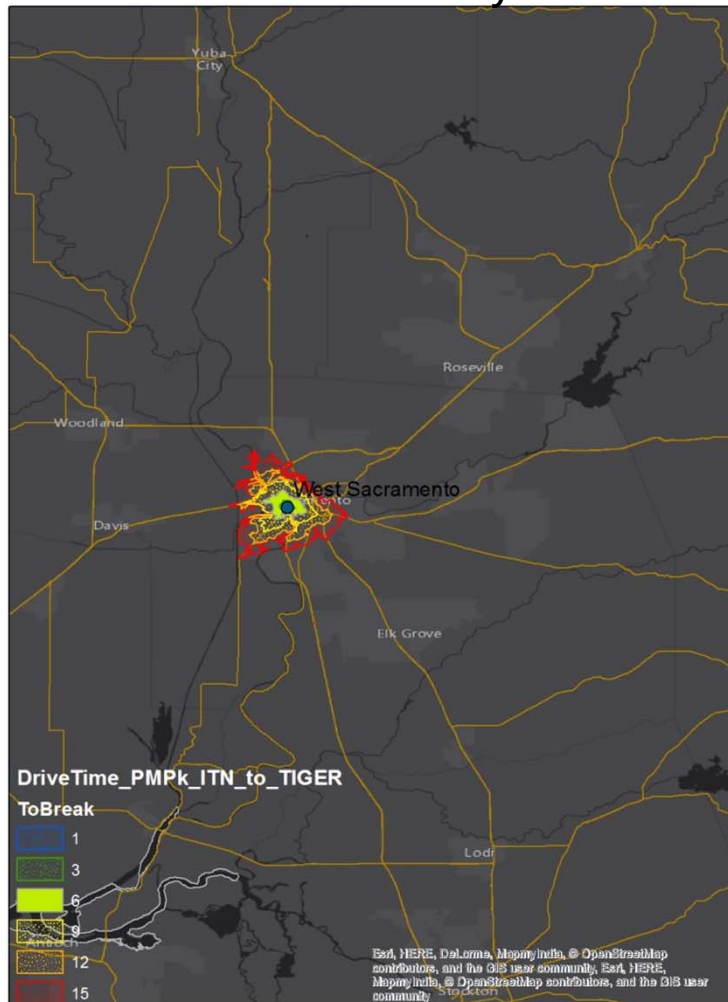 Yuba
City
Roseville
Woodland
West Sacramento
Davis
Elk Grove
DriveTime_PMPk_ITN_to_TIGER
ToBreak
1
3
6
9
12
15
Lodi
Antioch
Stockton
Esri, HERE, DeLorme, MapmyIndia, © OpenStreetMap
contributors, and the GIS user community, Esri, HERE,
MapmyIndia, © OpenStreetMap contributors, and the GIS user
community